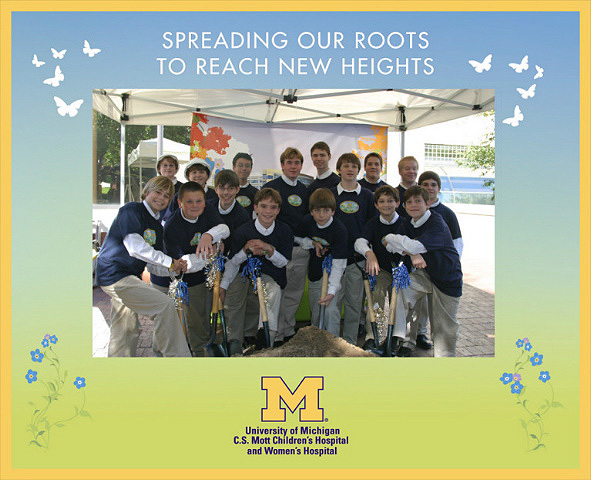 SPREADING OUR ROOTS
TO REACH NEW HEIGHTS
M
University of Michigan
C.S. Mott Children's Hospital
and Women's Hospital